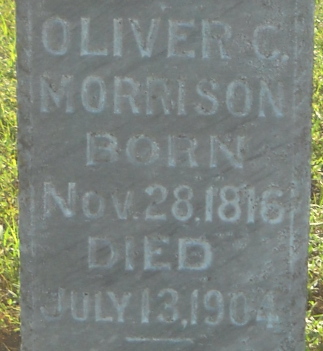 OLIVER C.
MORRISON
BORN
NOV. 28. 1816
DIED
JULY 13, 1904